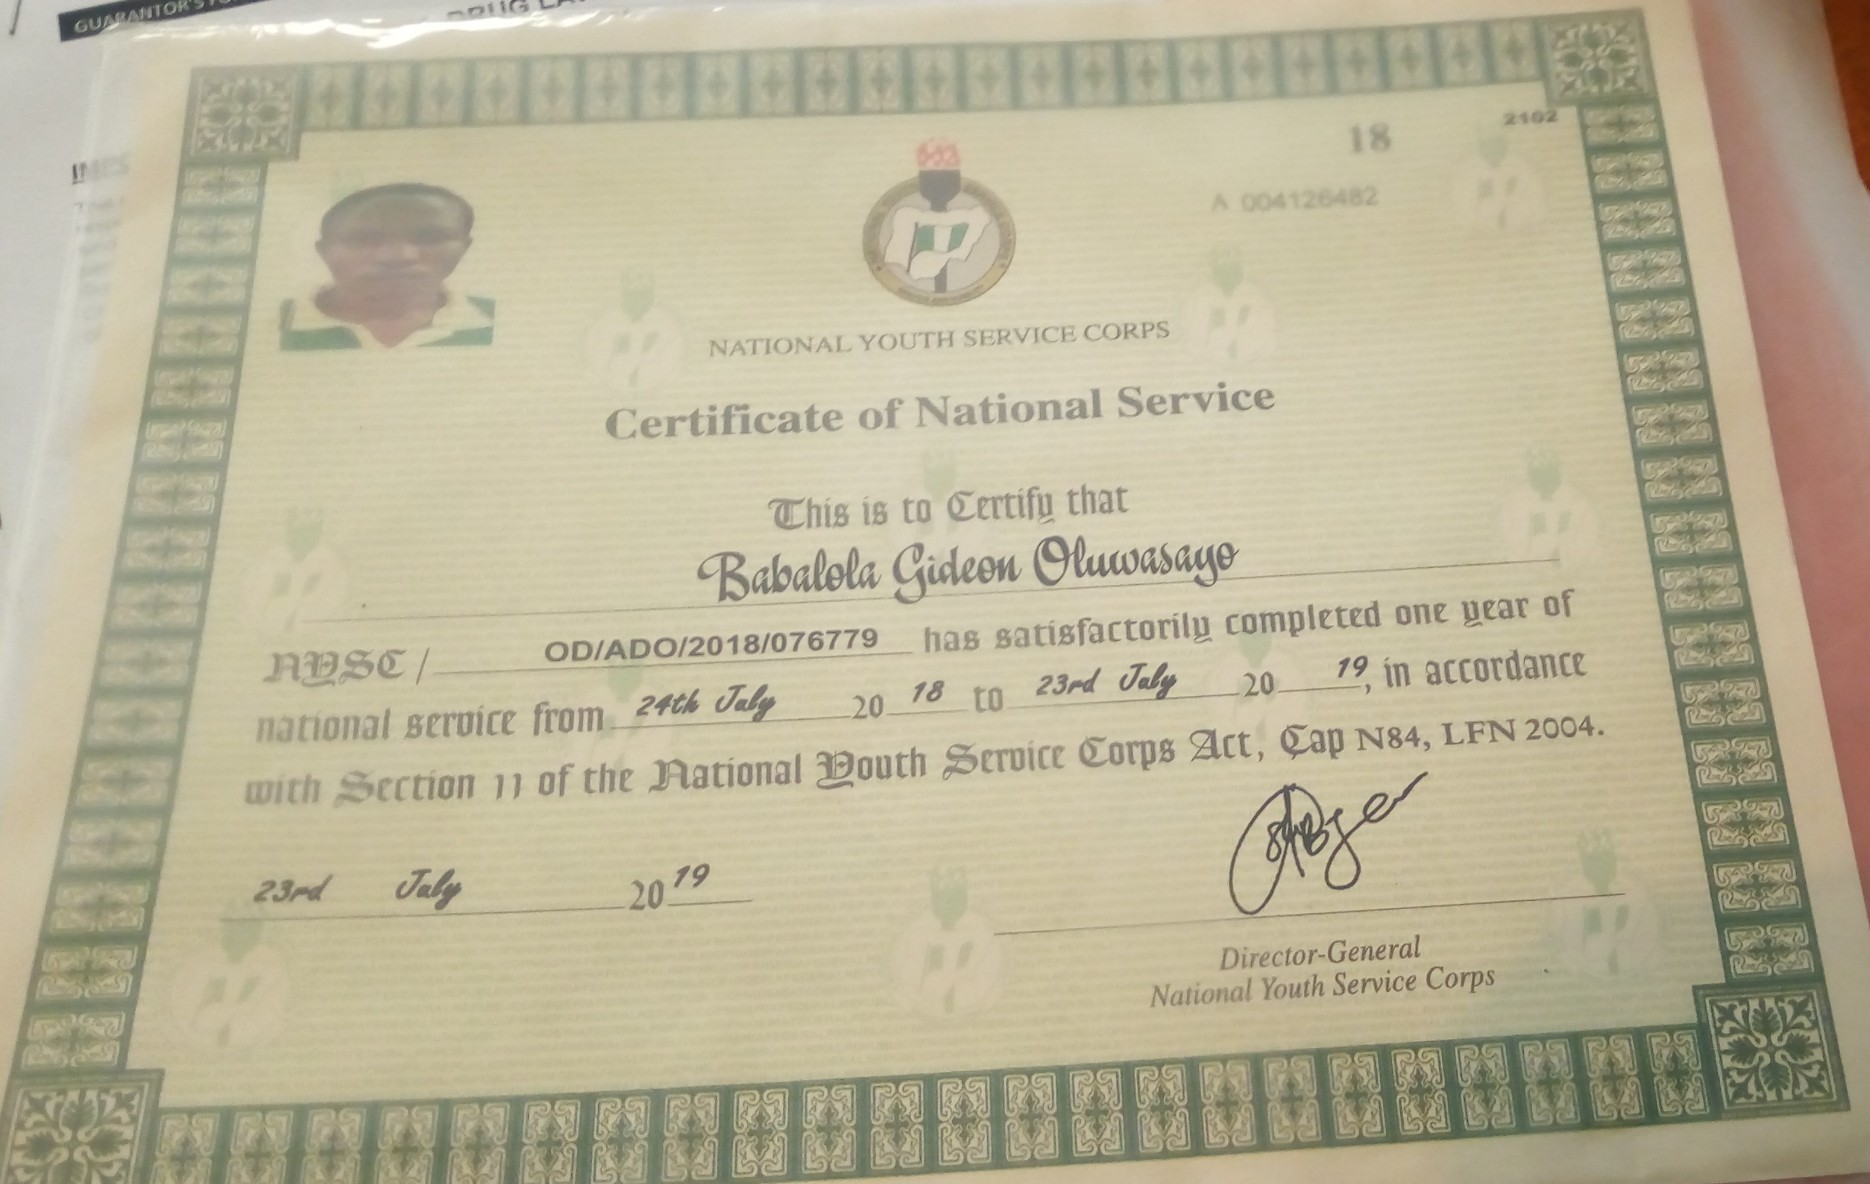 GUARANTOR'S
DRUG
18
2102
A 004126482
NATIONAL YOUTH SERVICE CORPS
Certificate of National Service
This is to Certify that
Babalola Gideon Oluwasayo
NYSC / OD/ADO/2018/076779 has satisfactorily completed one year of
national service from 24th July 20 18 to 23rd July 20 19, in accordance
with Section 11 of the National Youth Service Corps Act, Cap N84, LFN 2004.
23rd July 20 19
Director-General
National Youth Service Corps